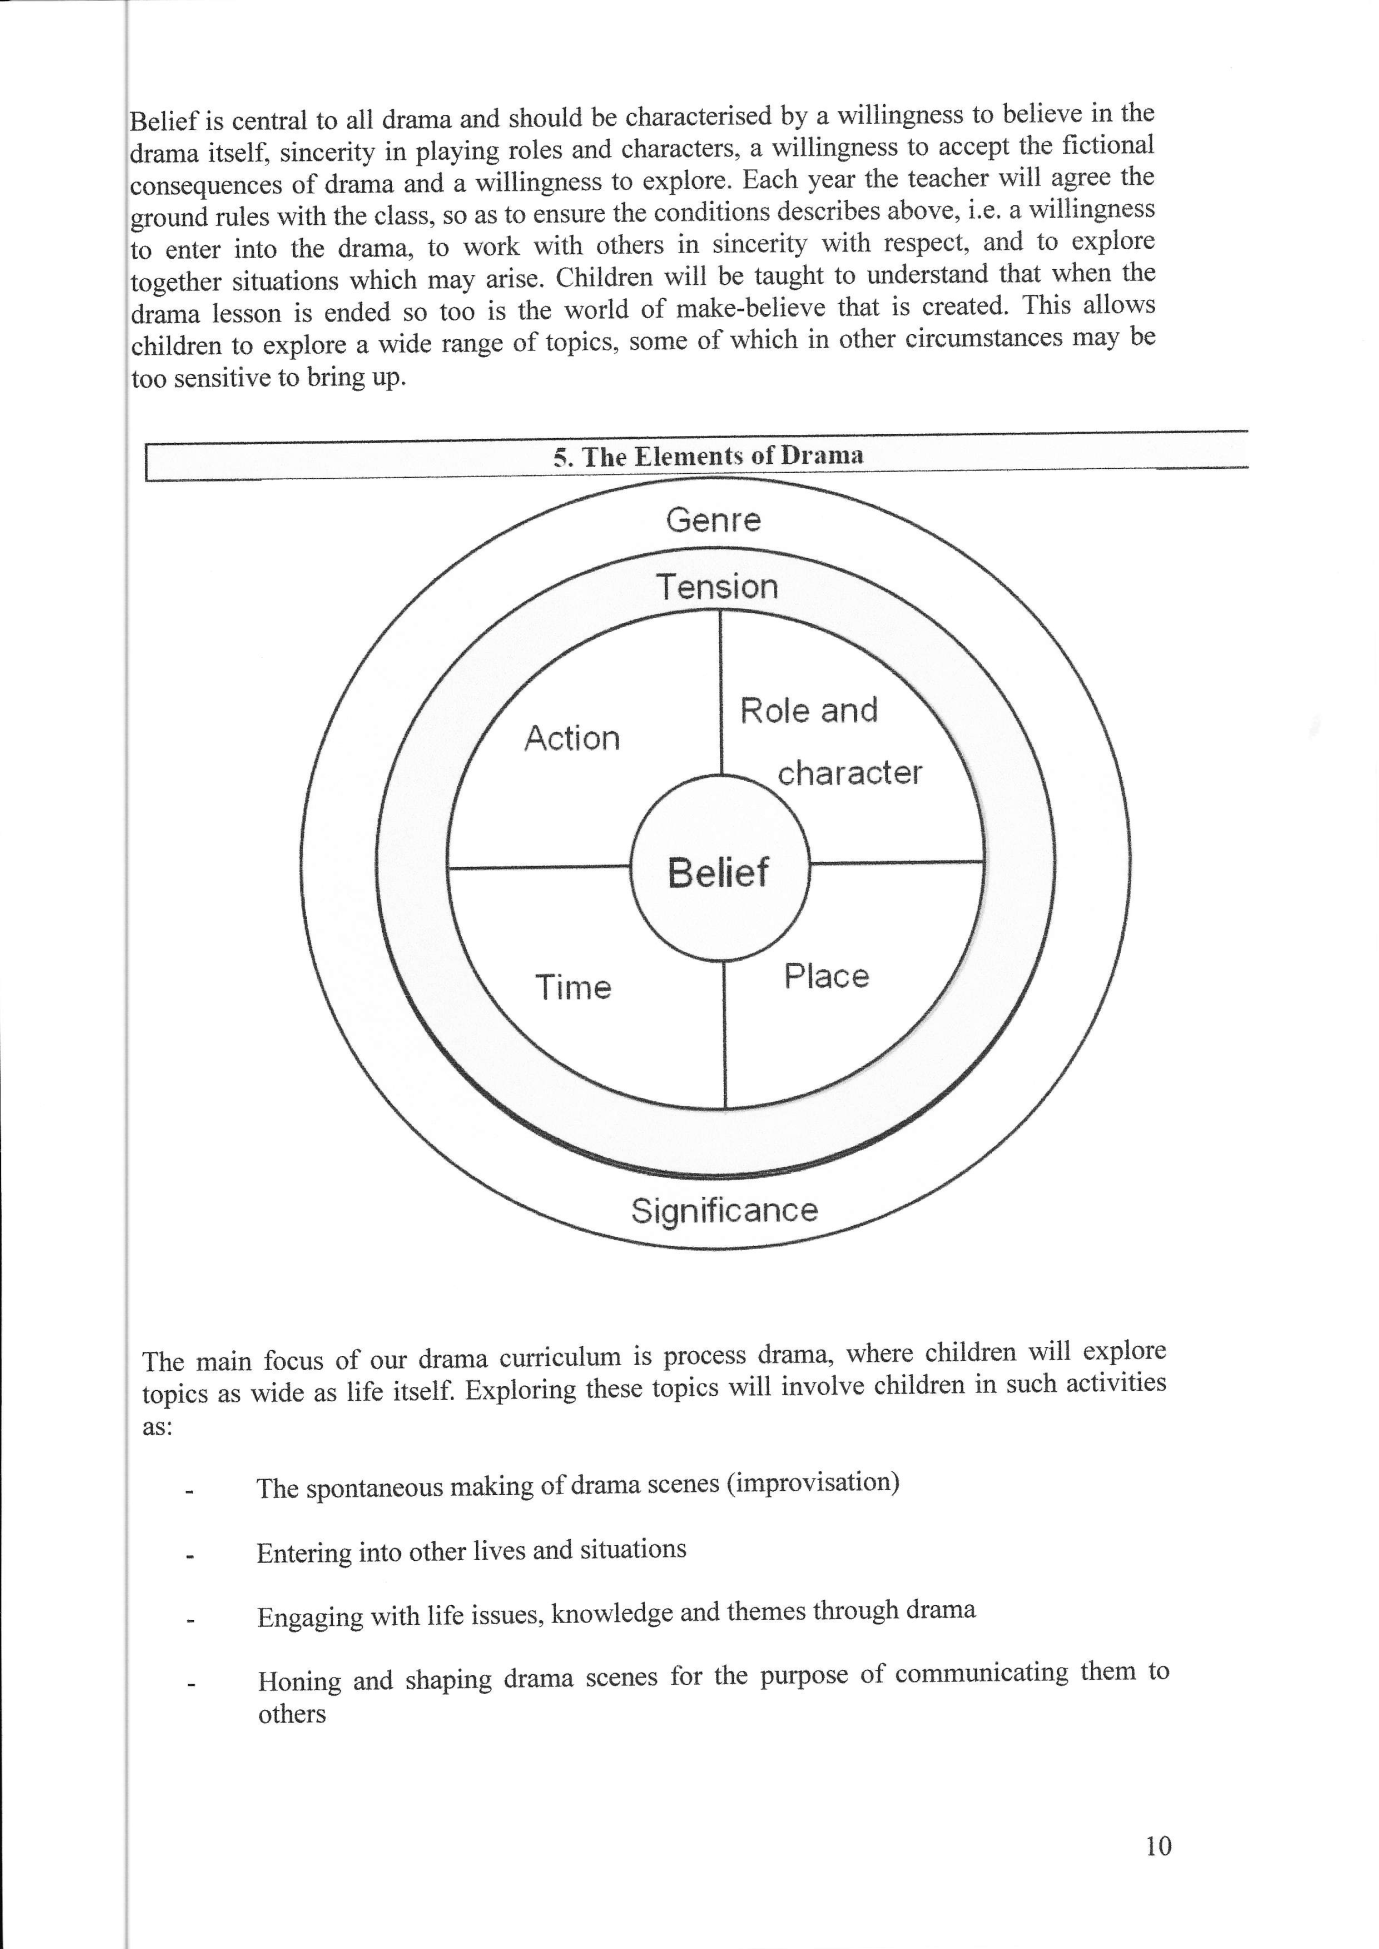 Belief is central to all drama and should be characterised by a willingness to believe in the
drama itself, sincerity in playing roles and characters, a willingness to accept the fictional
consequences of drama and a willingness to explore. Each year the teacher will agree the
ground rules with the class, so as to ensure the conditions describes above, i.e. a willingness
to enter into the drama, to work with others in sincerity with respect, and to explore
together situations which may arise. Children will be taught to understand that when the
drama lesson is ended so too is the world of make-believe that is created. This allows
children to explore a wide range of topics, some of which in other circumstances may be
too sensitive to bring up.
5. The Elements of Drama
Genre
Tension
Action
Role and
character
Belief
Time
Place
Significance
The main focus of our drama curriculum is process drama, where children will explore
topics as wide as life itself. Exploring these topics will involve children in such activities
as:
- The spontaneous making of drama scenes (improvisation)
- Entering into other lives and situations
- Engaging with life issues, knowledge and themes through drama
- Honing and shaping drama scenes for the purpose of communicating them to
others
10